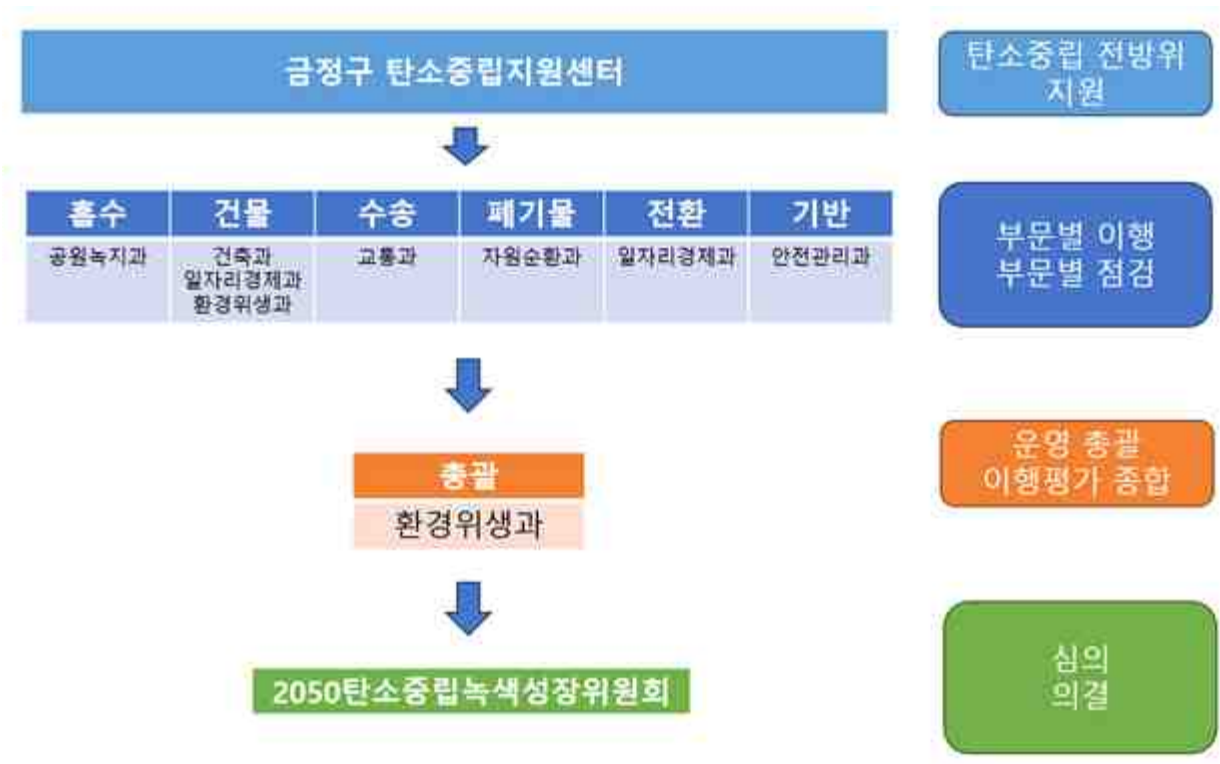 금정구 탄소중립지원센터
탄소중립 전방위
지원
흡수 건물 수송 폐기물 전환 기반
공원녹지과 건축과 교통과 자원순환과 일자리경제과 안전관리과
일자리경제과
환경위생과
부문별 이행
부문별 점검
총괄
환경위생과
운영 총괄
이행평가 종합
2050탄소중립녹색성장위원회
심의
의결